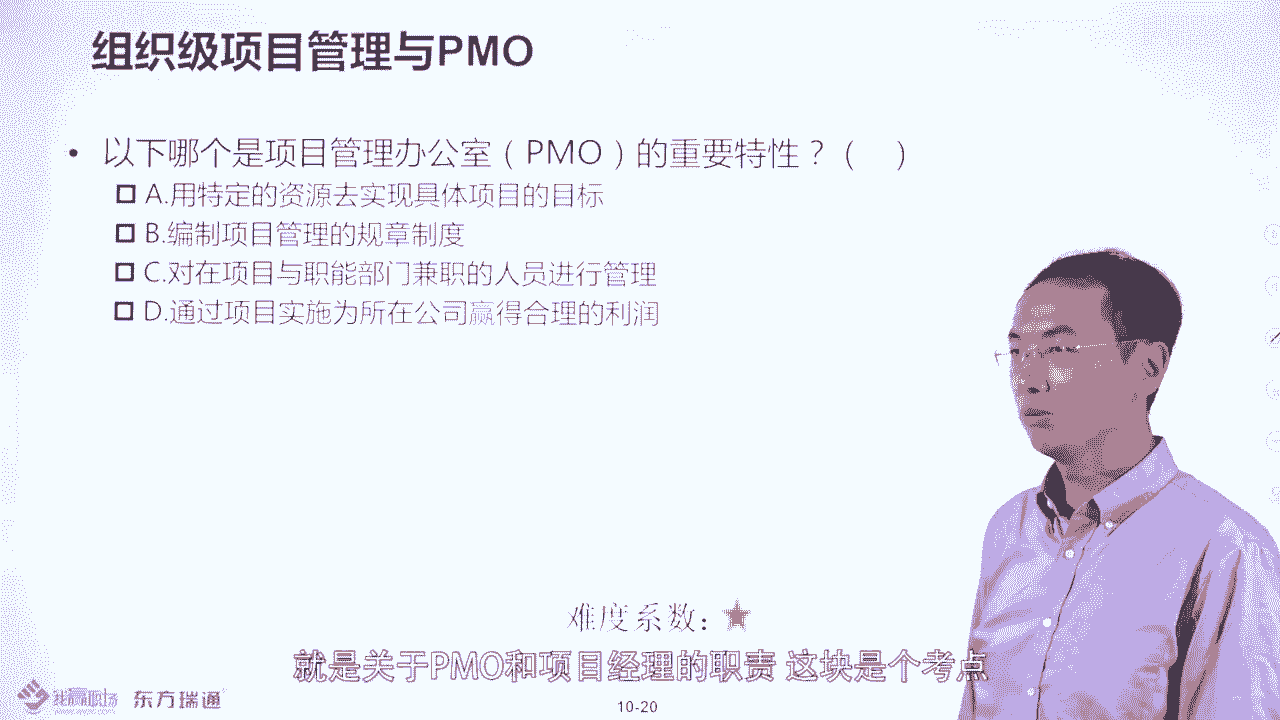 组织级项目管理与PMO
• 以下哪个是项目管理办公室（PMO）的重要特性？（ ）
A.用特定的资源去实现具体项目的目标
B.编制项目管理的规章制度
C.对在项目与职能部门兼职的人员进行管理
D.通过项目实施为所在公司赢得合理的利润
难度系数：★
就是关于PMO和项目经理的职责 这块是个考点
东方瑞通
10-20